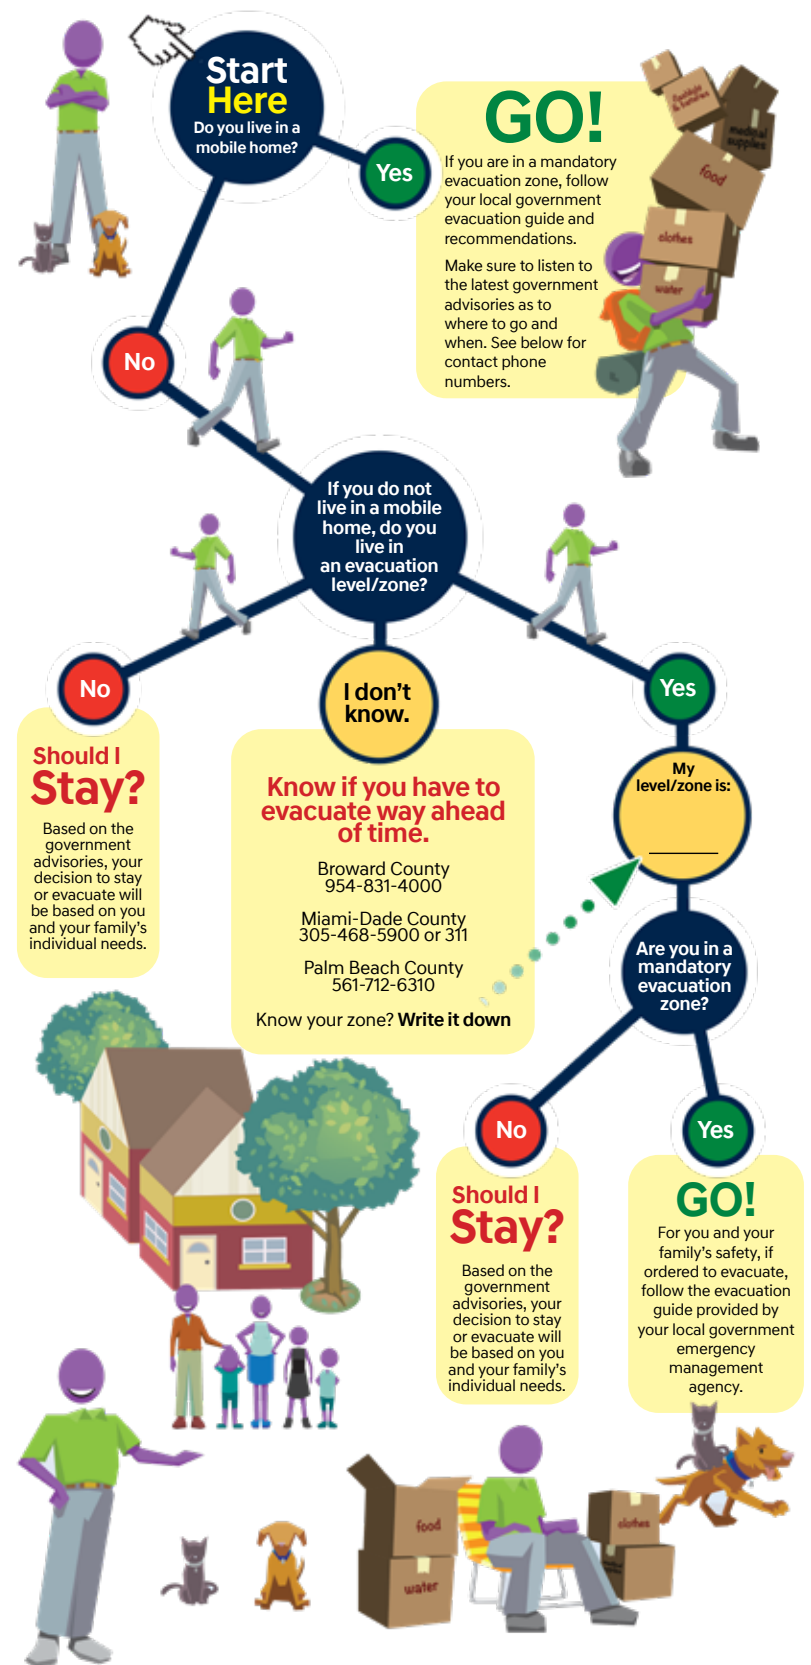 Start
Here
Do you live in a
mobile home?
Yes
GO!
If you are in a mandatory
evacuation zone, follow
your local government
evacuation guide and
recommendations.
Make sure to listen to
the latest government
advisories as to
where to go and
when. See below for
contact phone
numbers.
flashlight
& batteries
medical
supplies
food
clothes
water
No
If you do not
live in a mobile
home, do you
live in
an evacuation
level/zone?
No
Should I
Stay?
Based on the
government
advisories, your
decision to stay
or evacuate will
be based on you
and your family's
individual needs.
I don't
know.
Know if you have to
evacuate way ahead
of time.
Broward County
954-831-4000
Miami-Dade County
305-468-5900 or 311
Palm Beach County
561-712-6310
Know your zone? Write it down
Yes
My
level/zone is:
Are you in a
mandatory
evacuation
zone?
No
Should I
Stay?
Based on the
government
advisories, your
decision to stay
or evacuate will
be based on you
and your family's
individual needs.
Yes
GO!
For you and your
family's safety, if
ordered to evacuate,
follow the evacuation
guide provided by
your local government
emergency
management
agency.
food
water
clothes